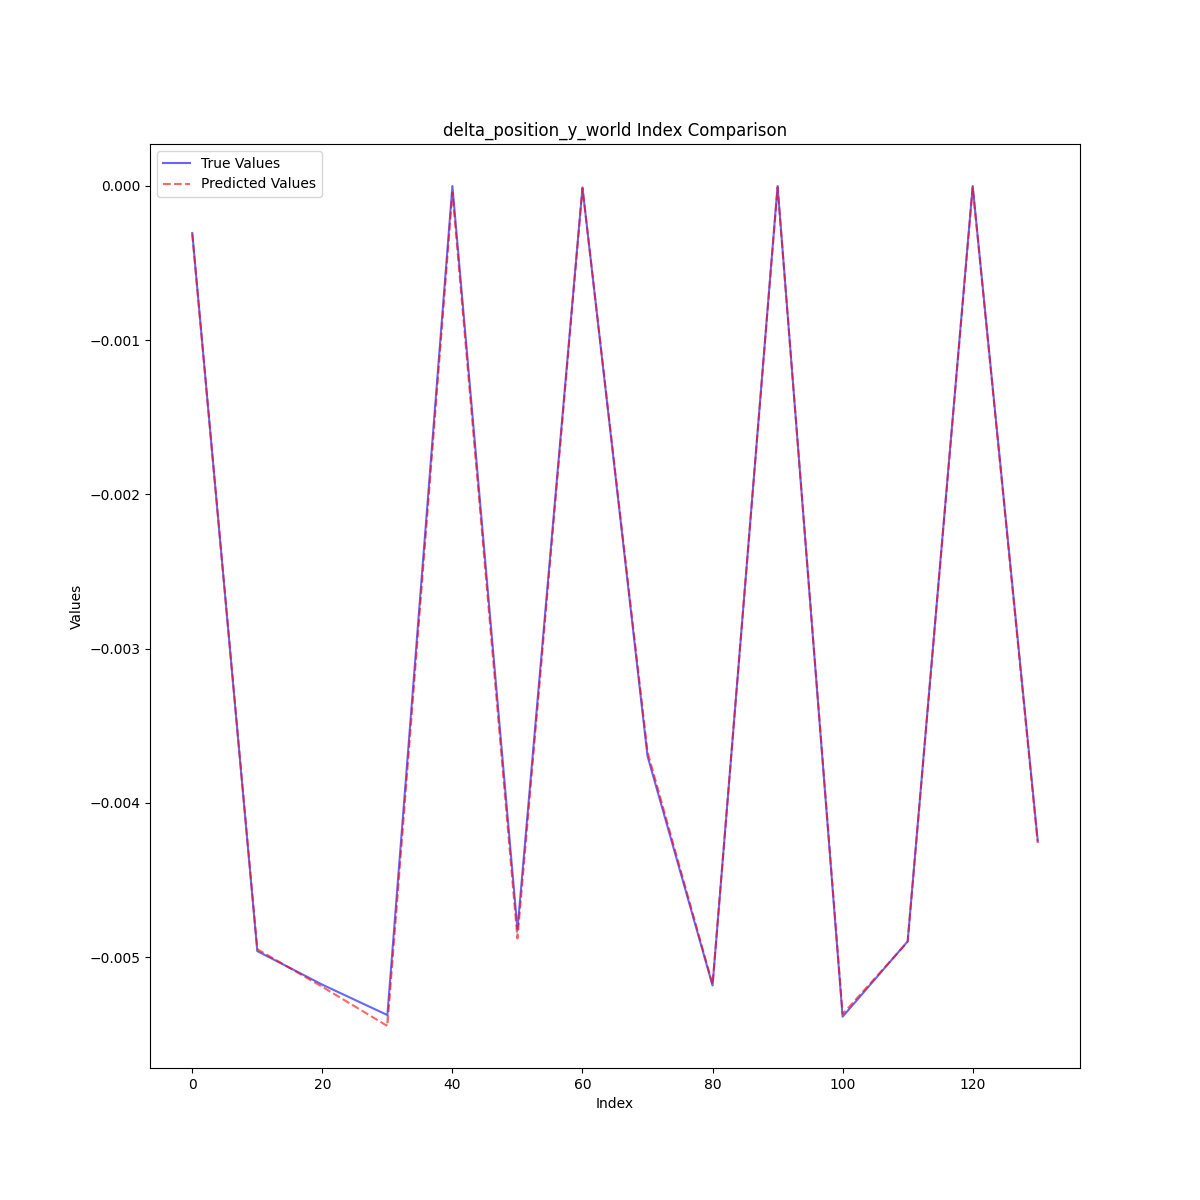 delta_position_y_world Index Comparison
True Values
Predicted Values
0.000
−0.001
−0.002
−0.003
−0.004
−0.005
Values
0 20 40 60 80 100 120
Index